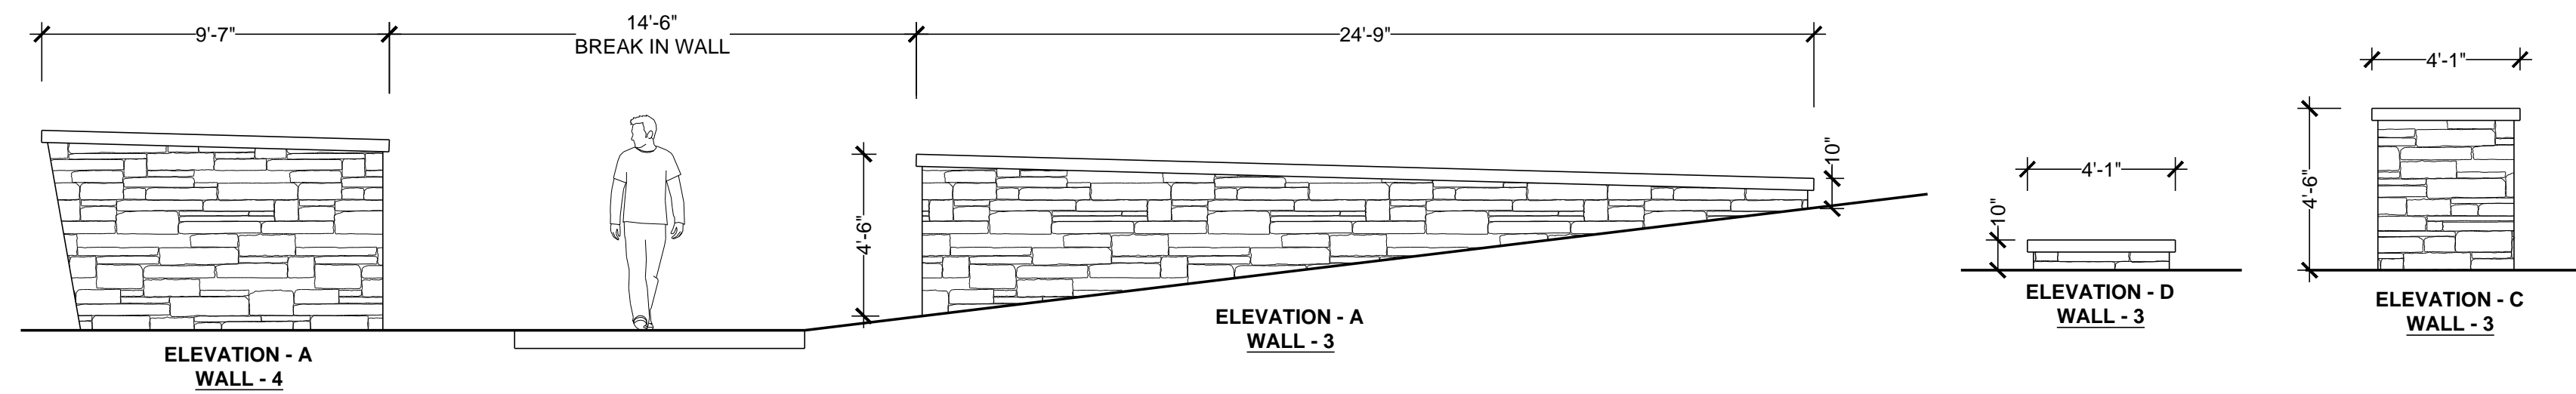 9'-7"
14'-6"
BREAK IN WALL
24'-9"
4'-6"
10"
10"
4'-1"
4'-6"
4'-1"
ELEVATION - A
WALL - 4
ELEVATION - A
WALL - 3
ELEVATION - D
WALL - 3
ELEVATION - C
WALL - 3